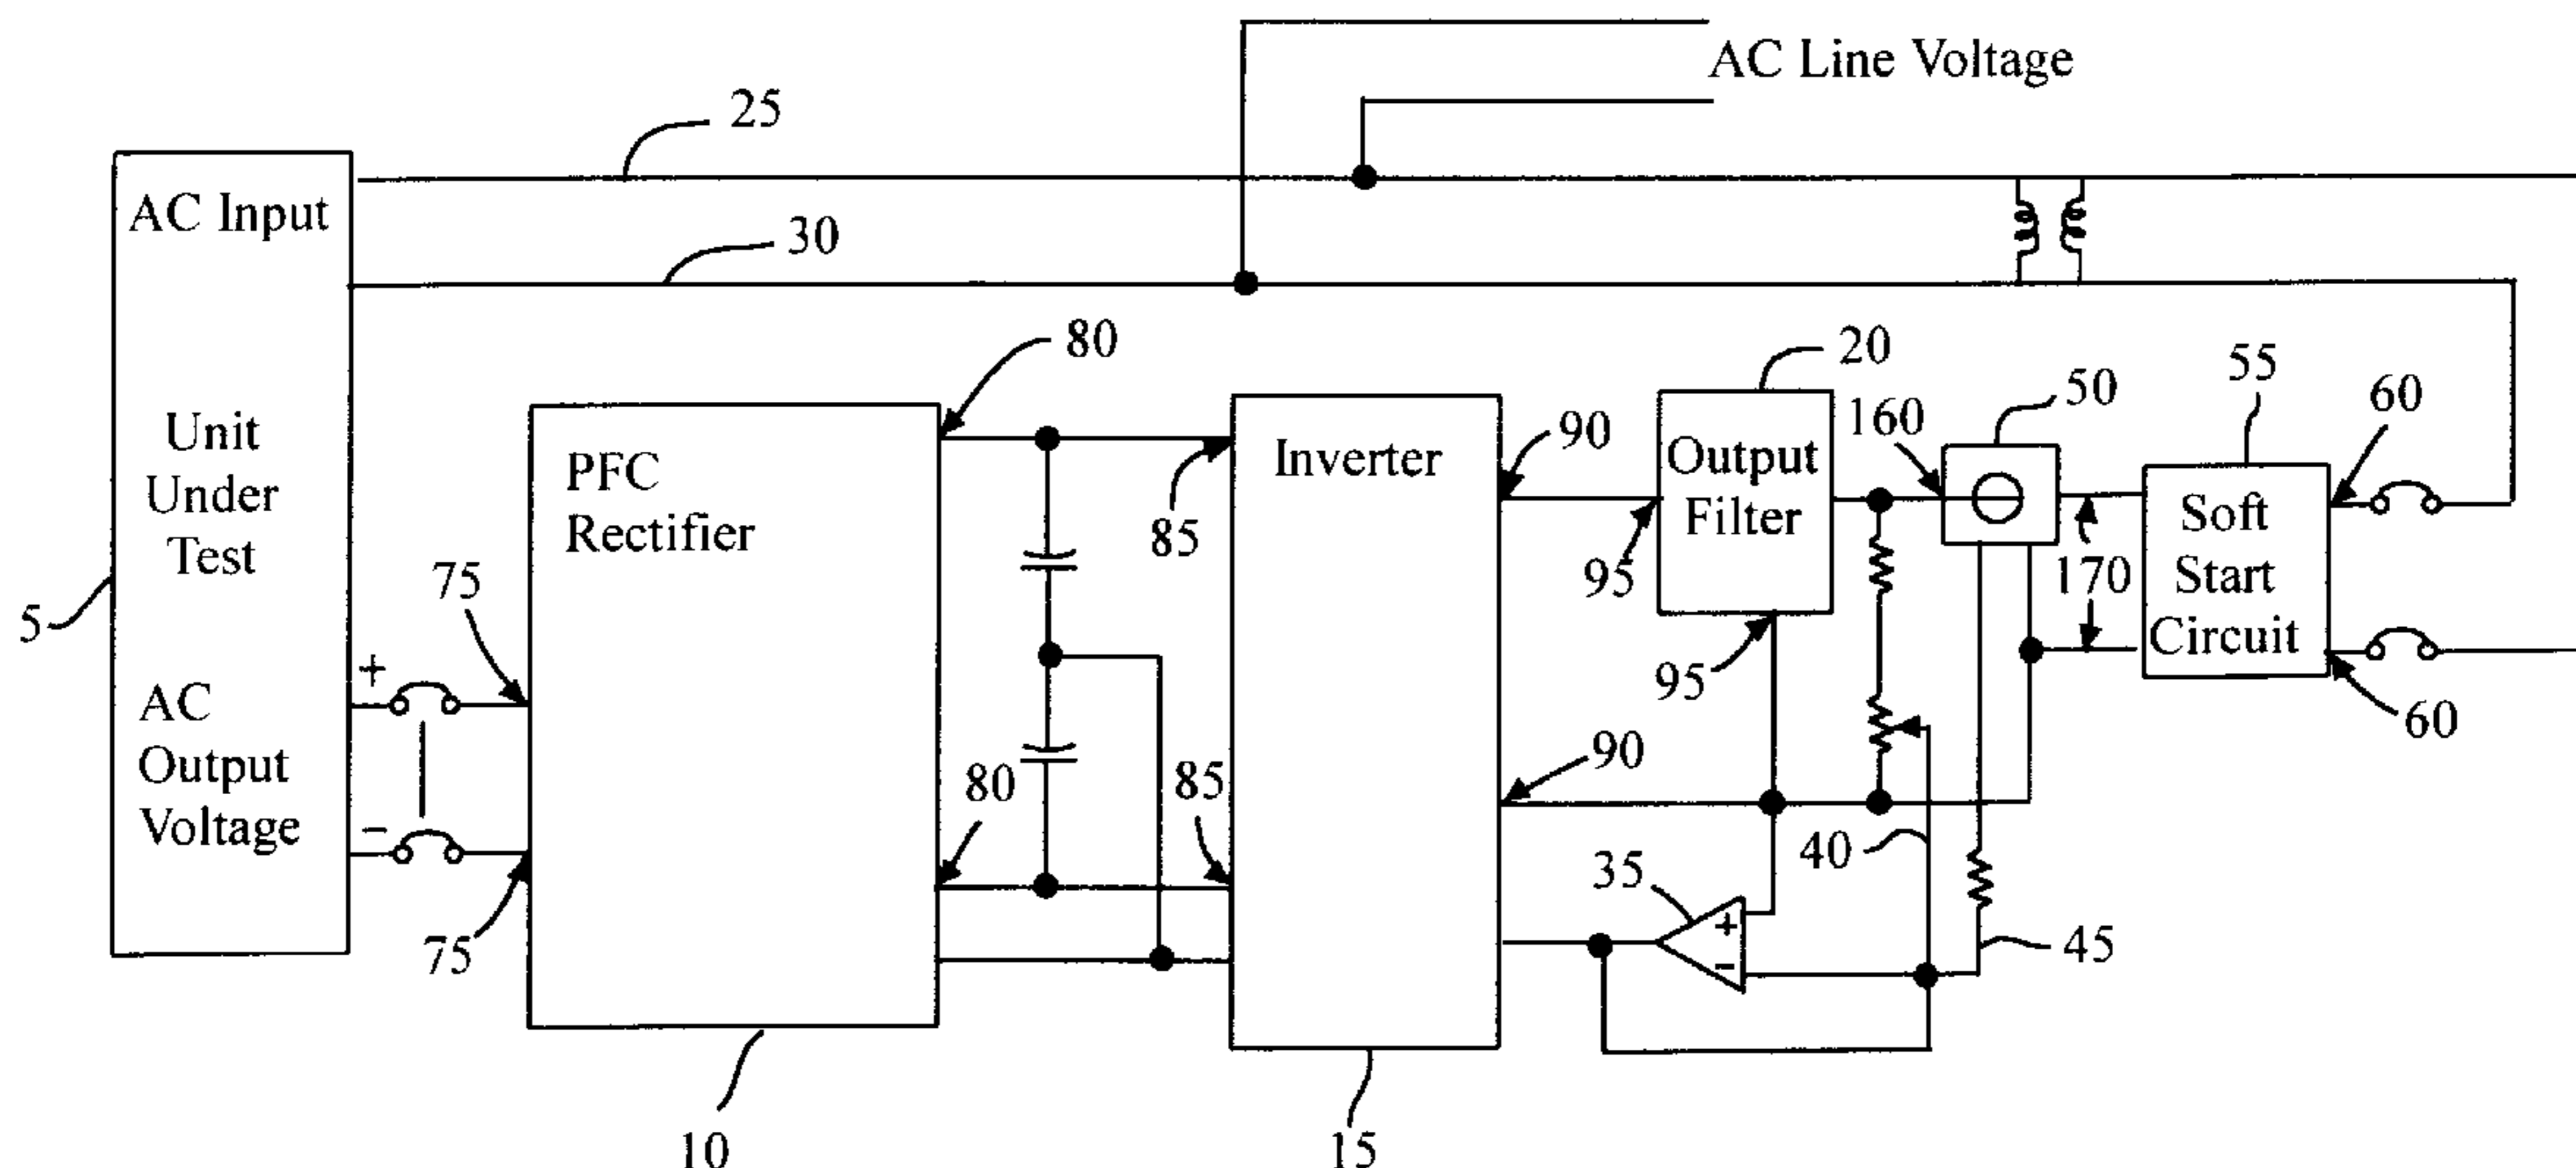 AC Line Voltage
25
AC Input
30
80
20
55
50
60
160
Unit
Under
Test
PFC
Rectifier
Inverter
90
Output
Filter
Soft
Start
Circuit
85
95
170
75
5
+
95
60
AC
Output
Voltage
−
80
85
90
40
35
+
−
45
75
10
15